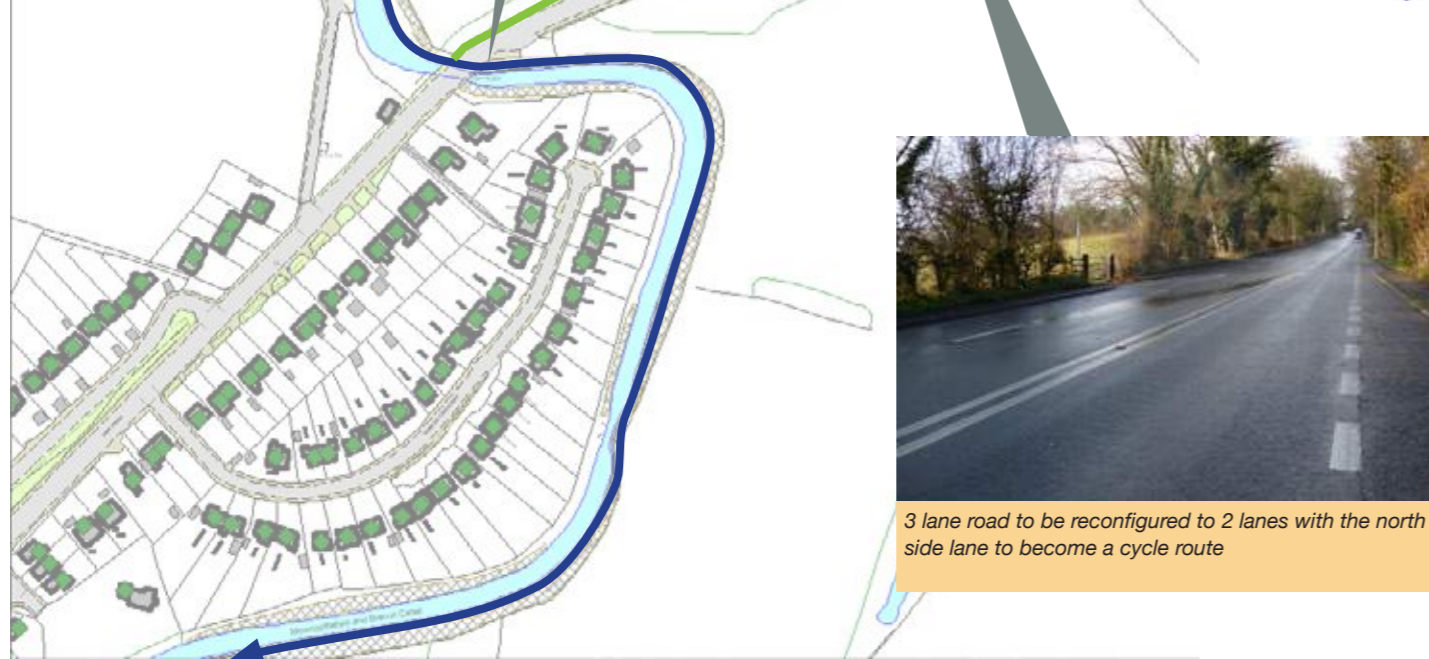 3 lane road to be reconfigured to 2 lanes with the north
side lane to become a cycle route